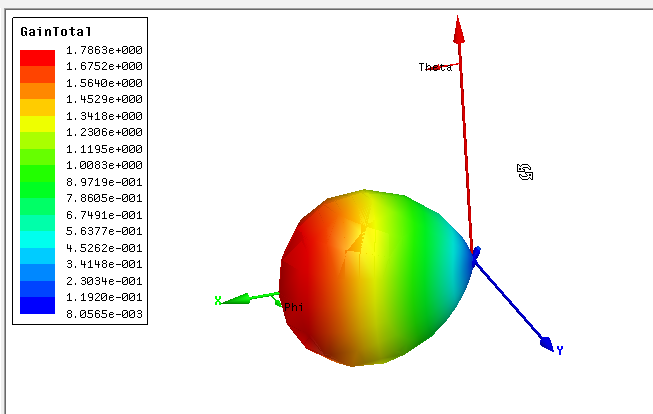 GainTotal
1.7863e+000
1.6752e+000
1.5640e+000
1.4529e+000
1.3418e+000
1.2306e+000
1.1195e+000
1.0083e+000
8.9719e-001
7.8605e-001
6.7491e-001
5.6377e-001
4.5262e-001
3.4148e-001
2.3034e-001
1.1920e-001
8.0565e-003
Theta
X
Phi
Y